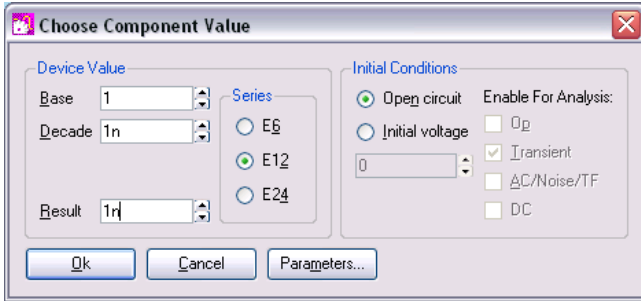 Choose Component Value
Device Value
Base 1
Decade 1n
Result 1n
Series
E6
E12
E24
Initial Conditions
Open circuit
Initial voltage
0
Enable For Analysis:
Op
Transient
AC/Noise/TF
DC
Ok Cancel Parameters...